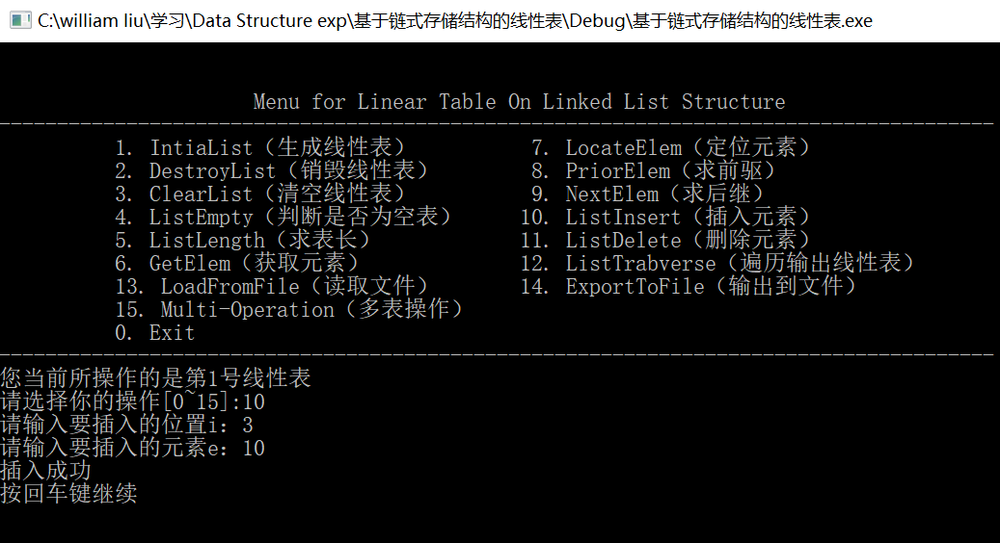 C:\william liu\学习\Data Structure exp\基于链式存储结构的线性表\Debug\基于链式存储结构的线性表.exe
Menu for Linear Table On Linked List Structure
-------------------------------------------------------------------------------------
1. IntiaList（生成线性表） 7. LocateElem（定位元素）
2. DestroyList（销毁线性表） 8. PriorElem（求前驱）
3. ClearList（清空线性表） 9. NextElem（求后继）
4. ListEmpty（判断是否为空表） 10. ListInsert（插入元素）
5. ListLength（求表长） 11. ListDelete（删除元素）
6. GetElem（获取元素） 12. ListTrabverse（遍历输出线性表）
13. LoadFromFile（读取文件） 14. ExportToFile（输出到文件）
15. Multi-Operation（多表操作）
0. Exit
-------------------------------------------------------------------------------------
您当前所操作的是第1号线性表
请选择你的操作[0~15]:10
请输入要插入的位置i：3
请输入要插入的元素e：10
插入成功
按回车键继续